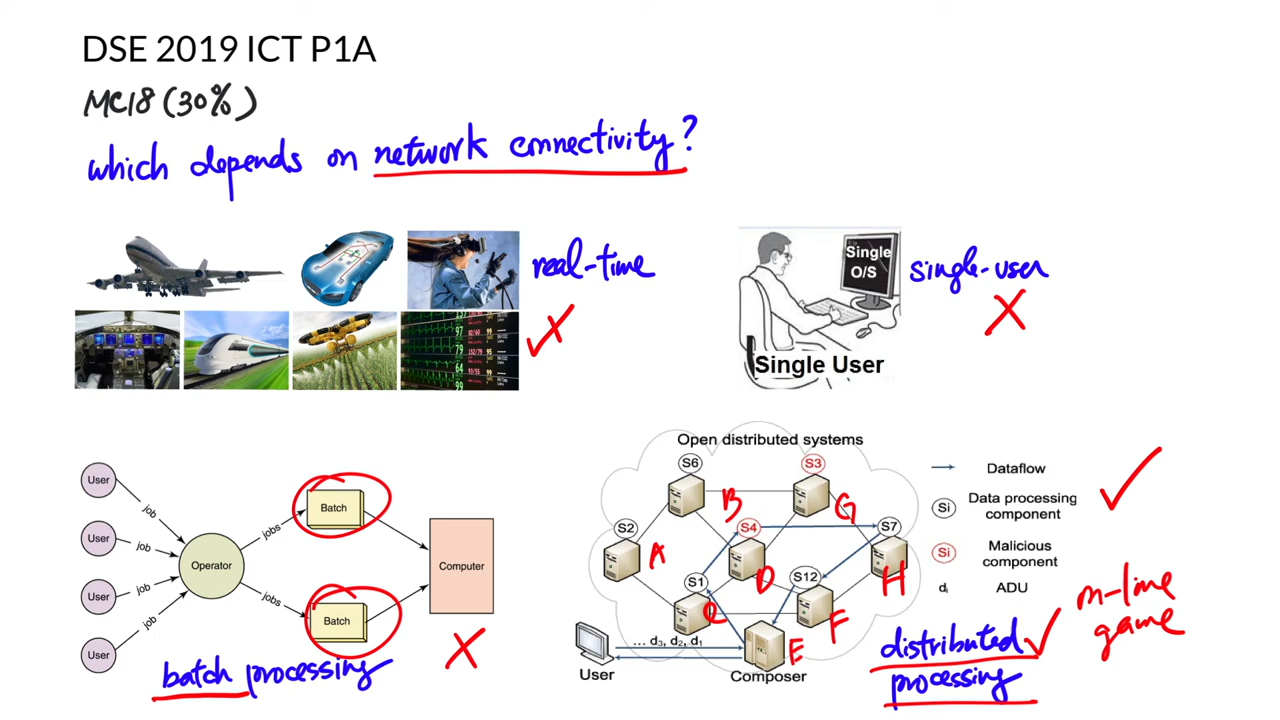 DSE 2019 ICT P1A
MC18 (30%)
which depends on network connectivity?
real-time
Single
O/S
Single User
single-user
User
User
User
User
job
job
job
job
Operator
jobs
jobs
Batch
Batch
Computer
batch processing
Open distributed systems
S6
S3
S2
S4
S7
S1
S12
A
B
G
D
H
C
F
E
... d3, d2, d1
User
Composer
Dataflow
Si
Data processing
component
Si
Malicious
component
di
ADU
on-line
game
distributed
processing